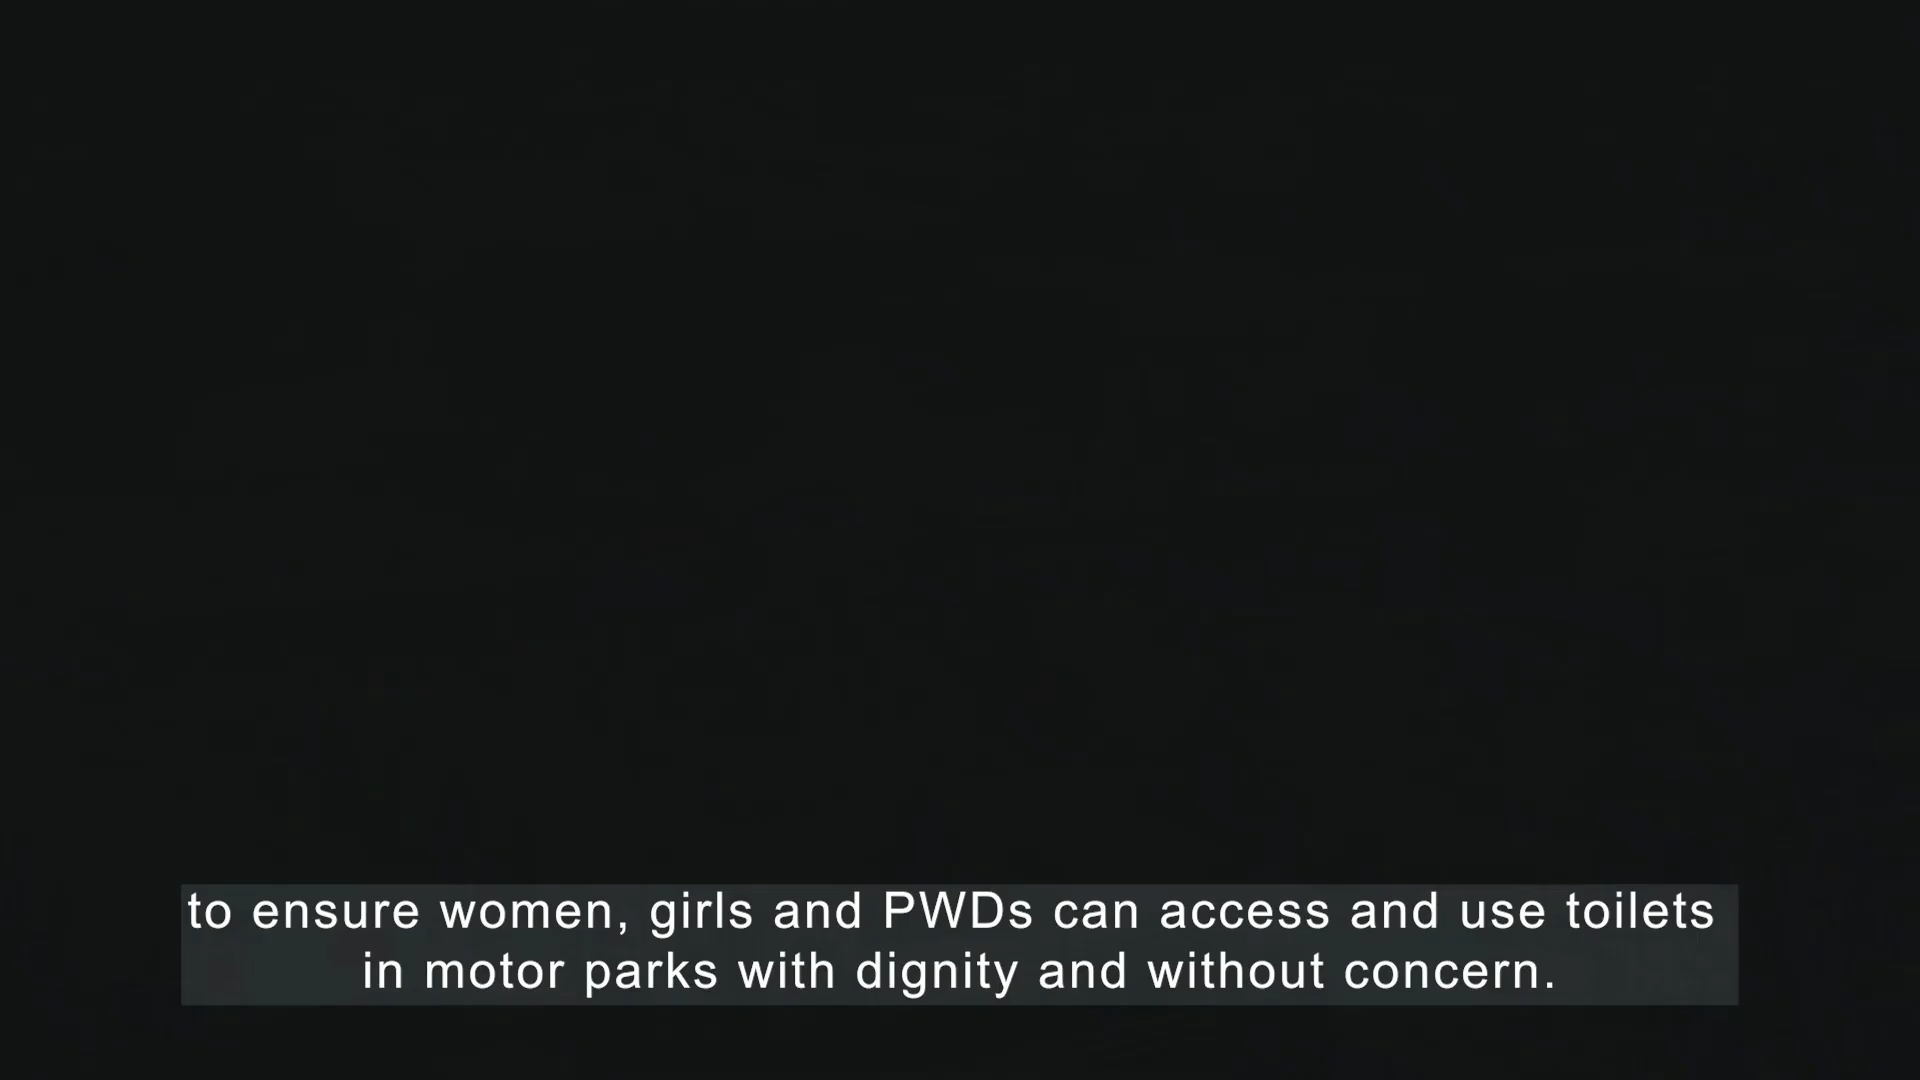 to ensure women, girls and PWDs can access and use toilets
in motor parks with dignity and without concern.